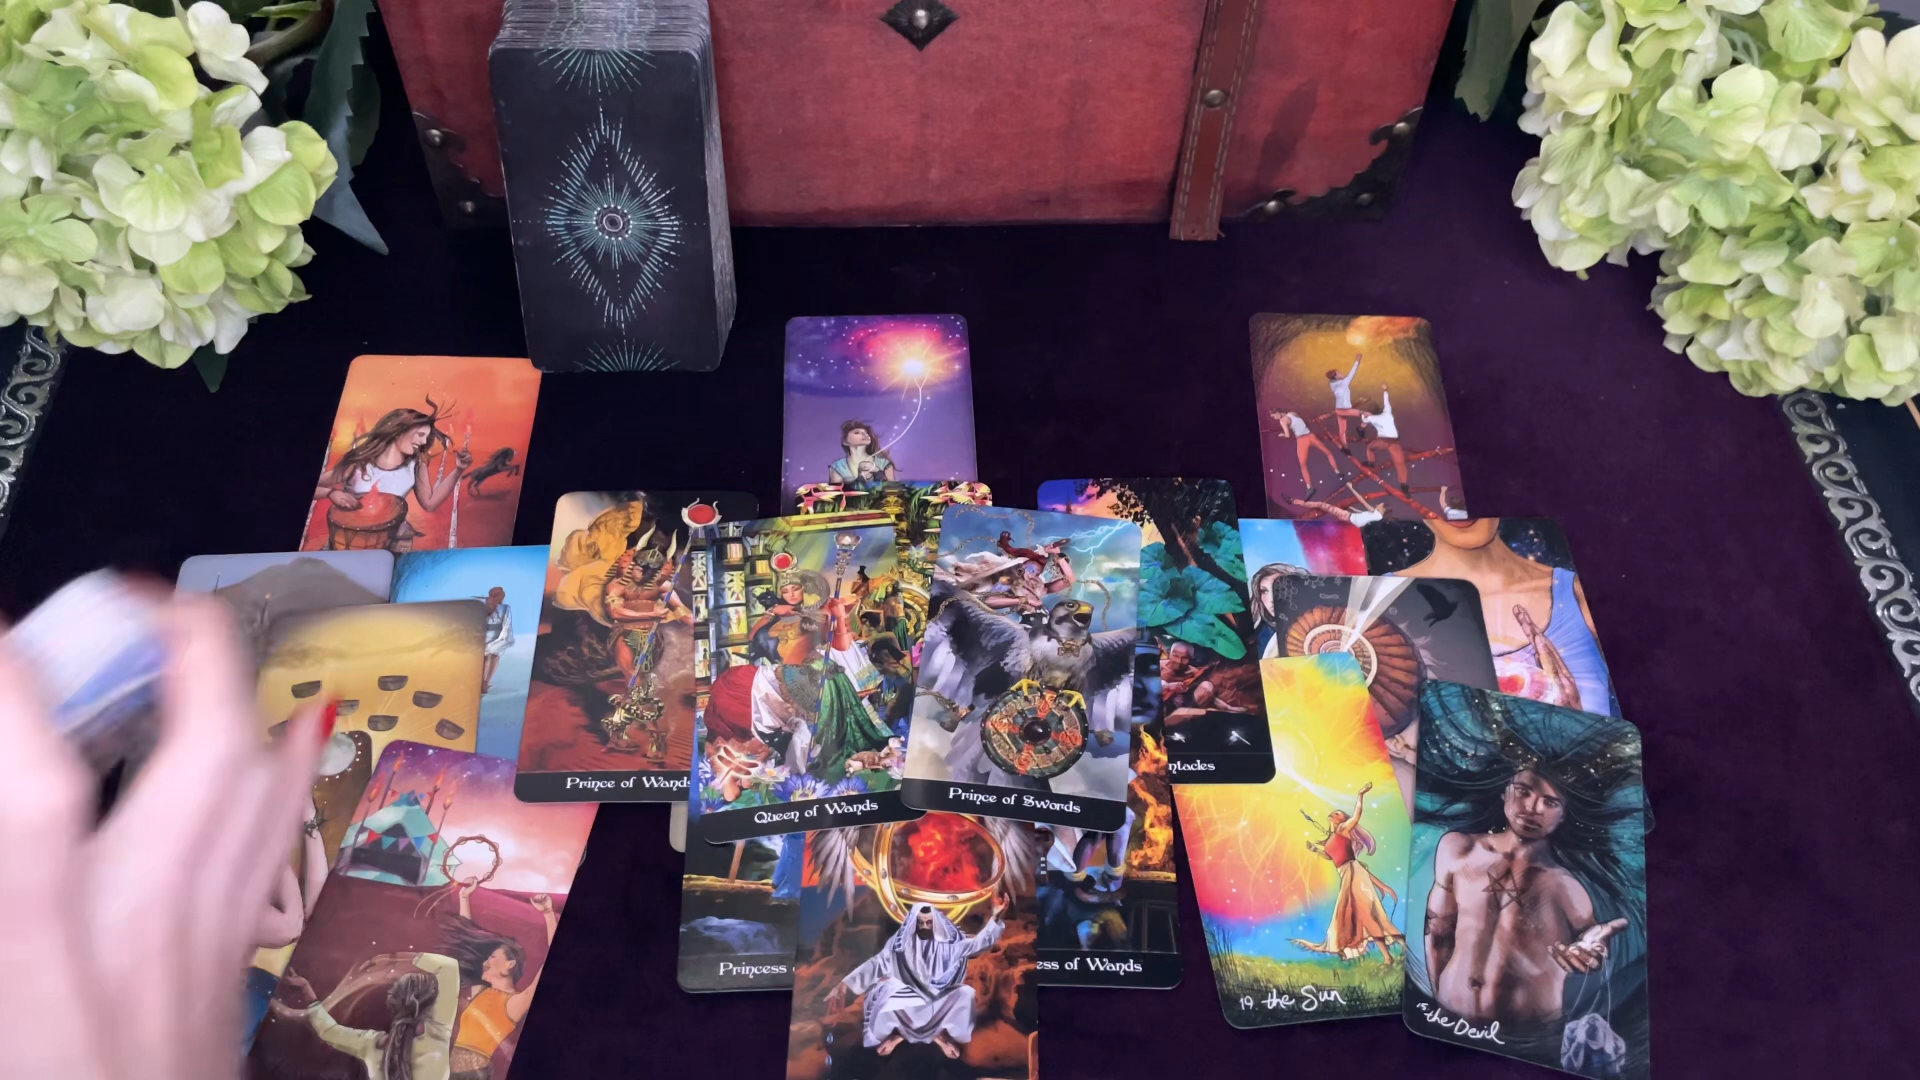 Prince of Wands
Queen of Wands
Prince of Swords
ntacles
Princess
ess of Wands
19. the Sun
15 the Devil